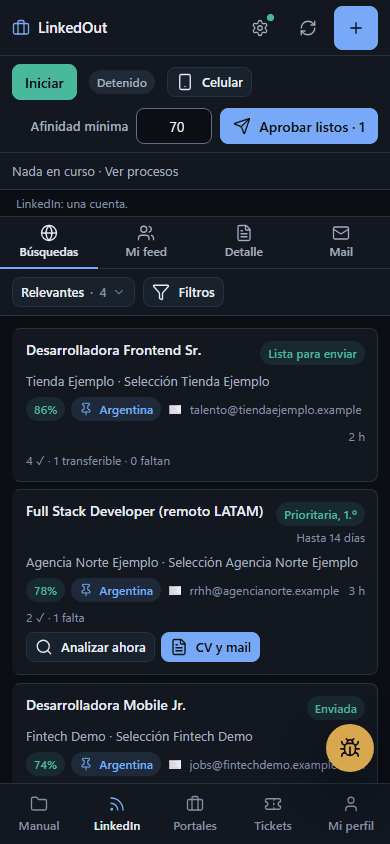 LinkedOut
Iniciar
Detenido
Celular
Afinidad mínima
70
Aprobar listos · 1
Nada en curso · Ver procesos
LinkedIn: una cuenta.
Búsquedas
Mi feed
Detalle
Mail
Relevantes · 4
Filtros
Desarrolladora Frontend Sr.
Lista para enviar
Tienda Ejemplo · Selección Tienda Ejemplo
86%
Argentina
talento@tiendaejemplo.example
2 h
4 ✓ · 1 transferible · 0 faltan
Full Stack Developer (remoto LATAM)
Prioritaria, 1.º
Hasta 14 días
Agencia Norte Ejemplo · Selección Agencia Norte Ejemplo
78%
Argentina
rrhh@agencianorte.example
3 h
2 ✓ · 1 falta
Analizar ahora
CV y mail
Desarrolladora Mobile Jr.
Enviada
Fintech Demo · Selección Fintech Demo
74%
Argentina
jobs@fintechdemo.example
Manual
LinkedIn
Portales
Tickets
Mi perfil